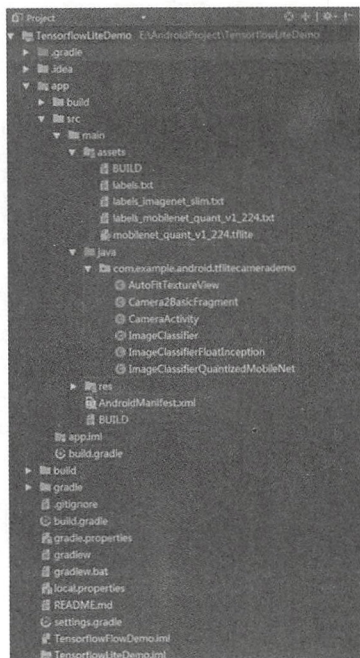 Project
TensorflowLiteDemo E:\AndroidProject\TensorflowLiteDemo
.gradle
.idea
app
build
src
main
assets
BUILD
labels.txt
labels_imagenet_slim.txt
labels_mobilenet_quant_v1_224.txt
mobilenet_quant_v1_224.tflite
java
com.example.android.tflitecamerademo
AutoFitTextureView
Camera2BasicFragment
CameraActivity
ImageClassifier
ImageClassifierFloatInception
ImageClassifierQuantizedMobileNet
res
AndroidManifest.xml
BUILD
app.iml
build.gradle
build
gradle
.gitignore
build.gradle
gradle.properties
gradlew
gradlew.bat
local.properties
README.md
settings.gradle
TensorflowFlowDemo.iml
TensorflowLiteDemo.iml